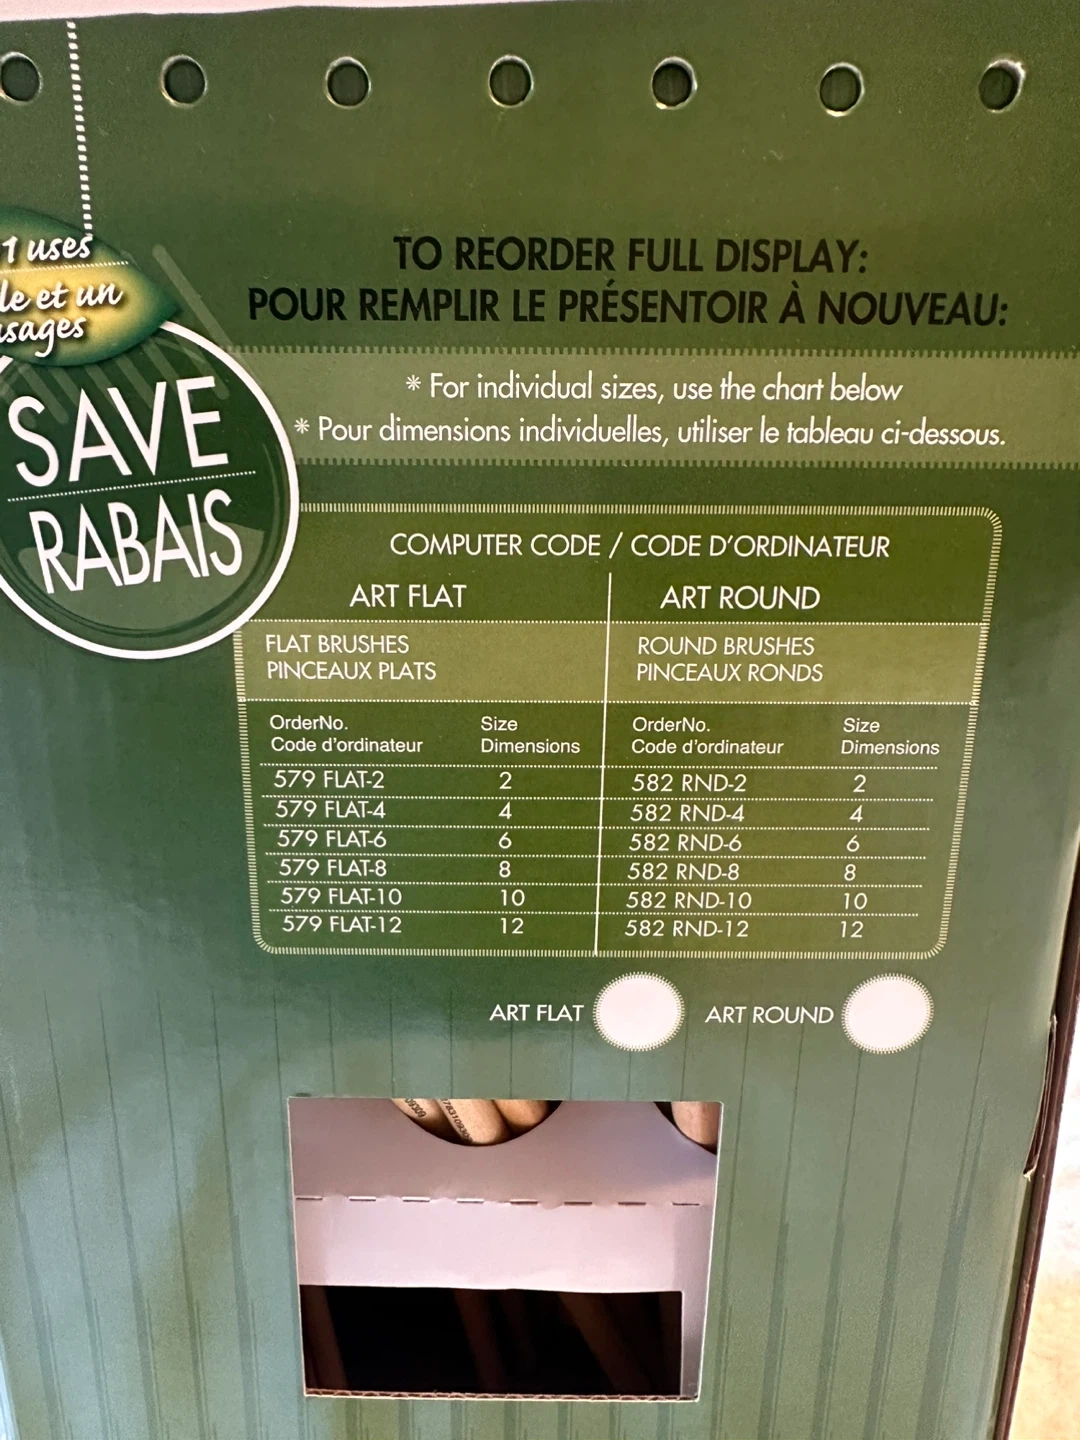 1 uses
le et un
sages
SAVE
RABAIS
TO REORDER FULL DISPLAY:
POUR REMPLIR LE PRÉSENTOIR À NOUVEAU:
* For individual sizes, use the chart below
* Pour dimensions individuelles, utiliser le tableau ci-dessous.
COMPUTER CODE / CODE D'ORDINATEUR
ART FLAT ART ROUND
FLAT BRUSHES ROUND BRUSHES
PINCEAUX PLATS PINCEAUX RONDS
OrderNo. Size OrderNo. Size
Code d'ordinateur Dimensions Code d'ordinateur Dimensions
579 FLAT-2 2 582 RND-2 2
579 FLAT-4 4 582 RND-4 4
579 FLAT-6 6 582 RND-6 6
579 FLAT-8 8 582 RND-8 8
579 FLAT-10 10 582 RND-10 10
579 FLAT-12 12 582 RND-12 12
ART FLAT ART ROUND